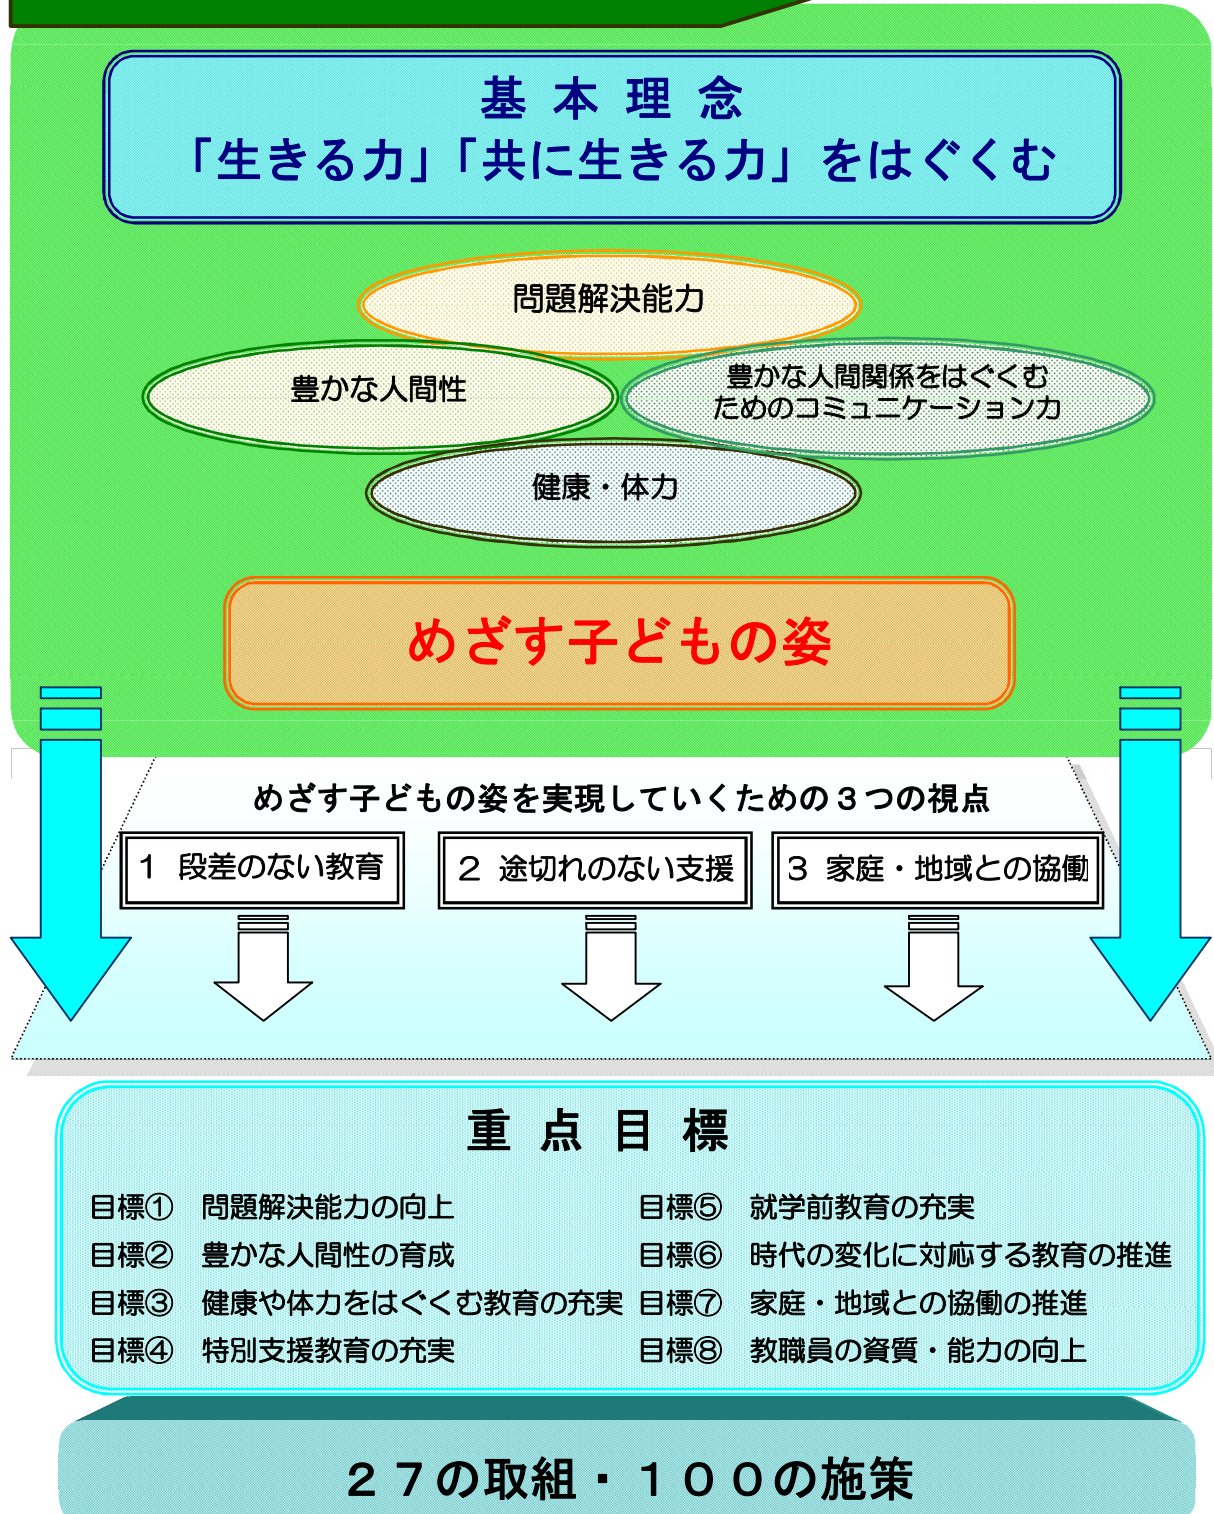 基 本 理 念
「生きる力」「共に生きる力」をはぐくむ
問題解決能力
豊かな人間性
豊かな人間関係をはぐくむ
ためのコミュニケーション力
健康・体力
めざす子どもの姿
めざす子どもの姿を実現していくための３つの視点
１ 段差のない教育
２ 途切れのない支援
３ 家庭・地域との協働
重 点 目 標
目標① 問題解決能力の向上
目標② 豊かな人間性の育成
目標③ 健康や体力をはぐくむ教育の充実
目標④ 特別支援教育の充実
目標⑤ 就学前教育の充実
目標⑥ 時代の変化に対応する教育の推進
目標⑦ 家庭・地域との協働の推進
目標⑧ 教職員の資質・能力の向上
２７の取組・１００の施策